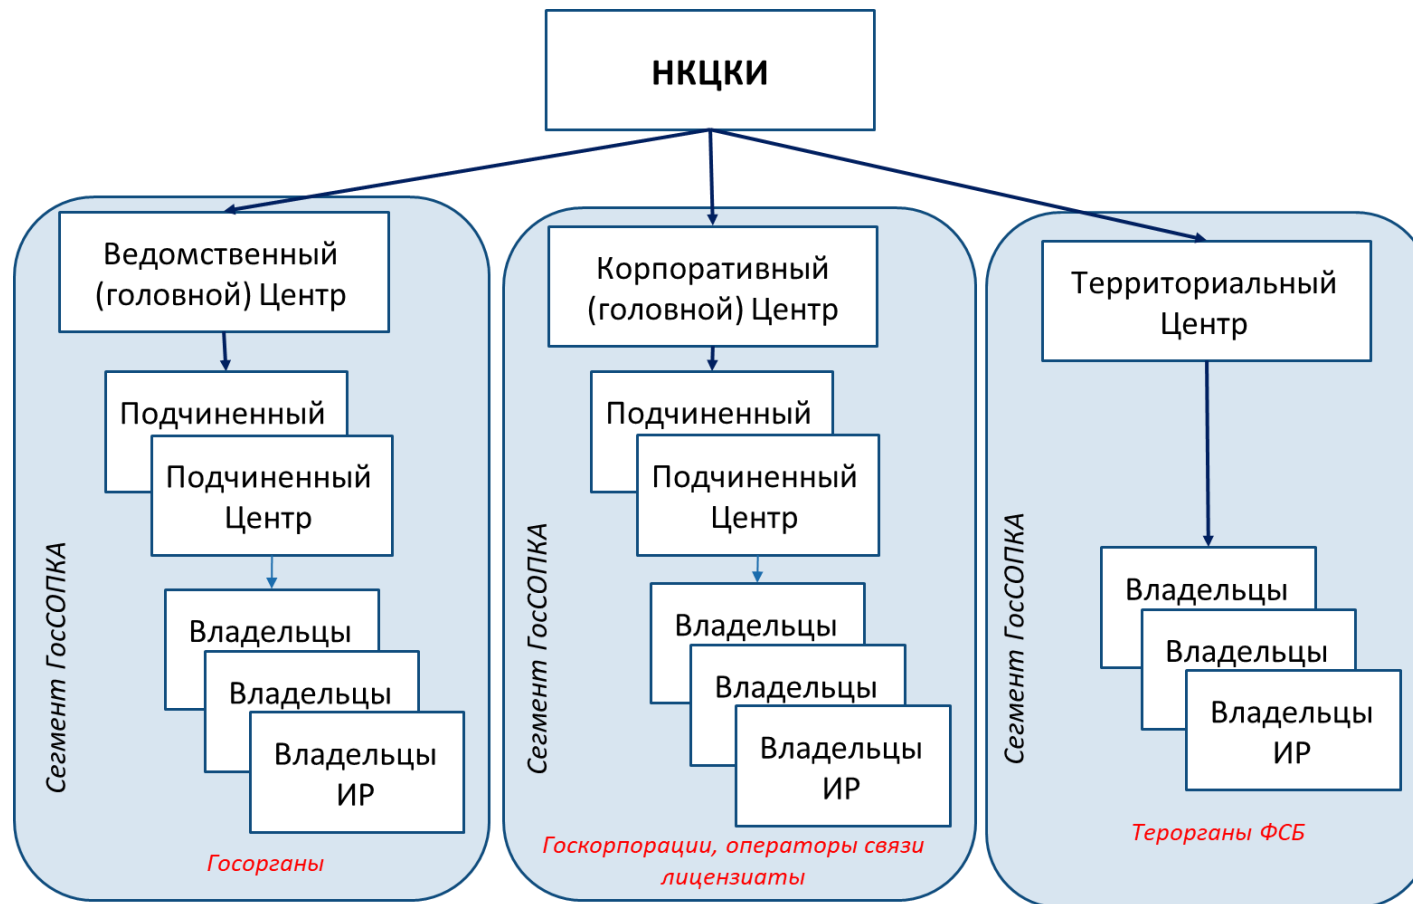 НКЦКИ
Ведомственный
(головной) Центр
Подчиненный
Подчиненный
Центр
Владельцы
Владельцы
Владельцы
ИР
Сегмент ГосСОПКА
Госорганы
Корпоративный
(головной) Центр
Подчиненный
Подчиненный
Центр
Владельцы
Владельцы
Владельцы
ИР
Сегмент ГосСОПКА
Госкорпорации, операторы связи
лицензиаты
Территориальный
Центр
Владельцы
Владельцы
Владельцы
ИР
Сегмент ГосСОПКА
Терорганы ФСБ